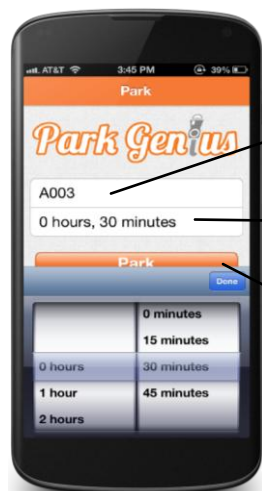 AT&T 3:45 PM 39%
Park
Park Genius
A003
0 hours, 30 minutes
Park
Done
0 minutes
15 minutes
0 hours 30 minutes
1 hour 45 minutes
2 hours